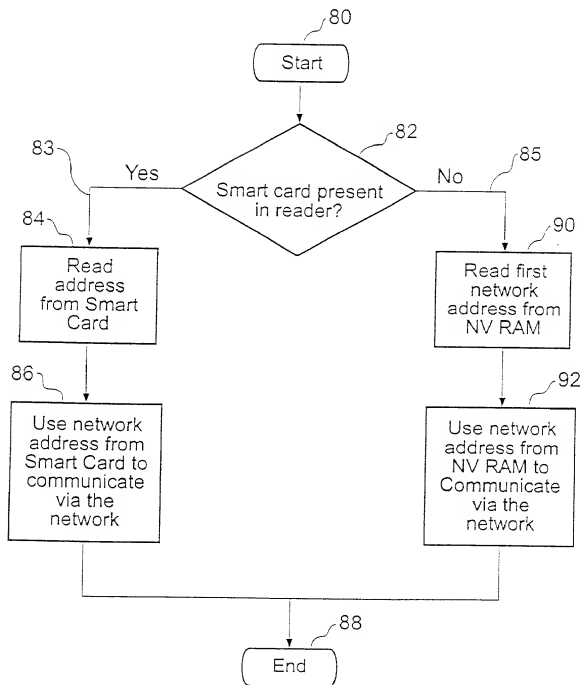 80
Start
82
83
Yes
No
85
Smart card present
in reader?
84
90
Read
address
from Smart
Card
Read first
network
address from
NV RAM
86
92
Use network
address from
Smart Card to
communicate
via the
network
Use network
address from
NV RAM to
Communicate
via the
network
88
End